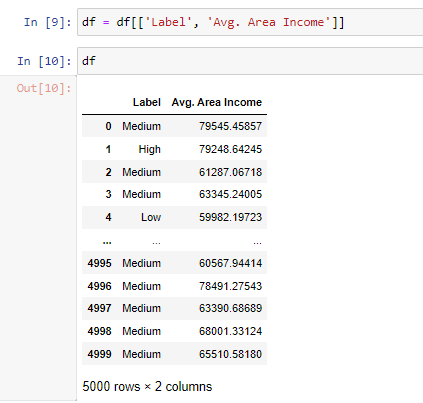 In [9]: df = df[['Label', 'Avg. Area Income']]
In [10]: df
Out[10]:
Label Avg. Area Income
0 Medium 79545.45857
1 High 79248.64245
2 Medium 61287.06718
3 Medium 63345.24005
4 Low 59982.19723
... ... ...
4995 Medium 60567.94414
4996 Medium 78491.27543
4997 Medium 63390.68689
4998 Medium 68001.33124
4999 Medium 65510.58180
5000 rows × 2 columns